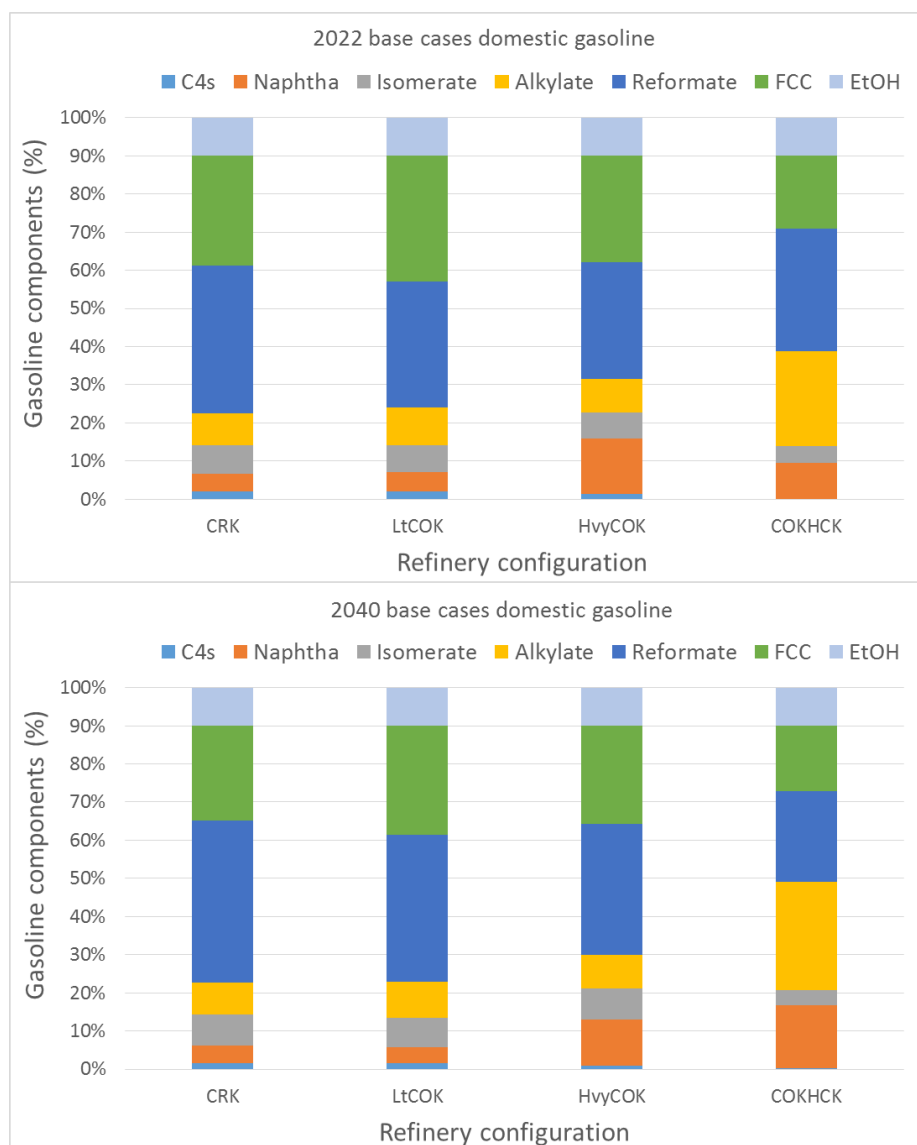 2022 base cases domestic gasoline
C4s Naphtha Isomerate Alkylate Reformate FCC EtOH
Gasoline components (%)
100%
90%
80%
70%
60%
50%
40%
30%
20%
10%
0%
CRK LtCOK HvyCOK COKHCK
Refinery configuration
2040 base cases domestic gasoline
C4s Naphtha Isomerate Alkylate Reformate FCC EtOH
Gasoline components (%)
100%
90%
80%
70%
60%
50%
40%
30%
20%
10%
0%
CRK LtCOK HvyCOK COKHCK
Refinery configuration